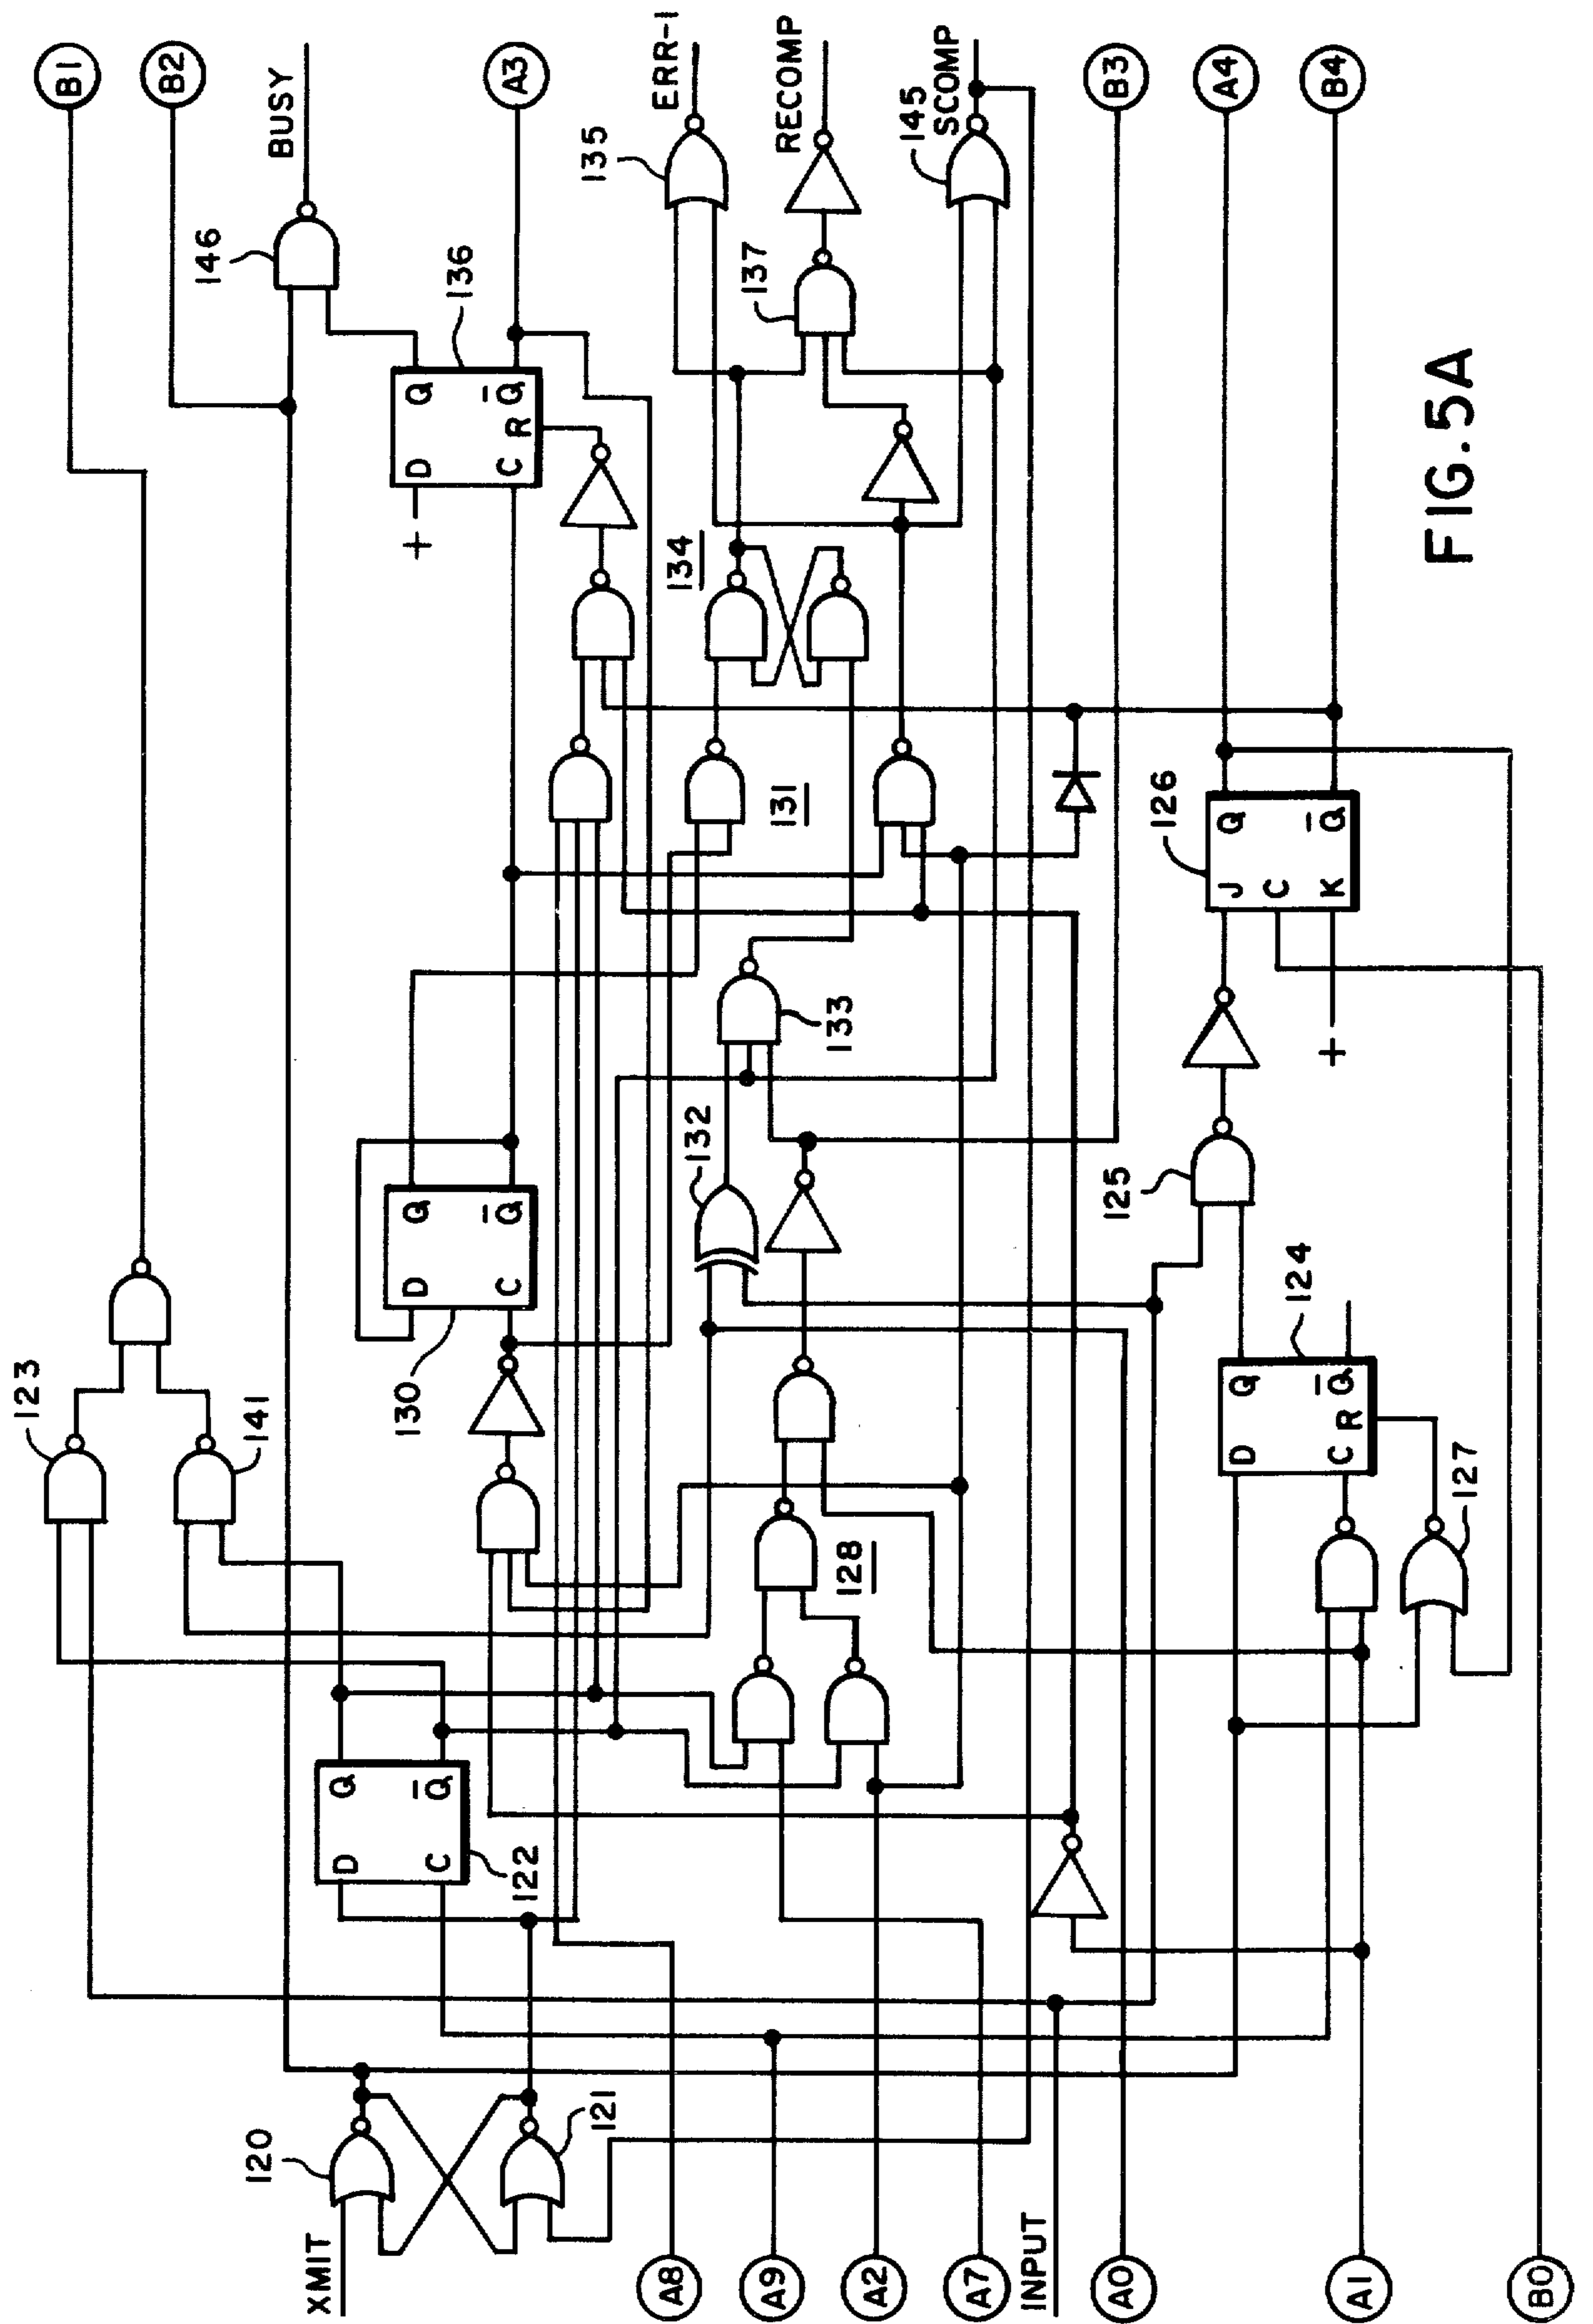 B1
B2
BUSY
146
A3
136
D
Q
C
Q
R
+
ERR-1
135
RECOMP
137
SCOMP
145
134
131
B3
A4
B4
123
141
130
D
Q
C
Q
132
133
126
J
Q
C
K
Q
+
125
124
D
Q
C
Q
R
127
128
122
D
Q
C
Q
120
121
XMIT
A8
A9
A2
A7
INPUT
A0
A1
B0
FIG.5A